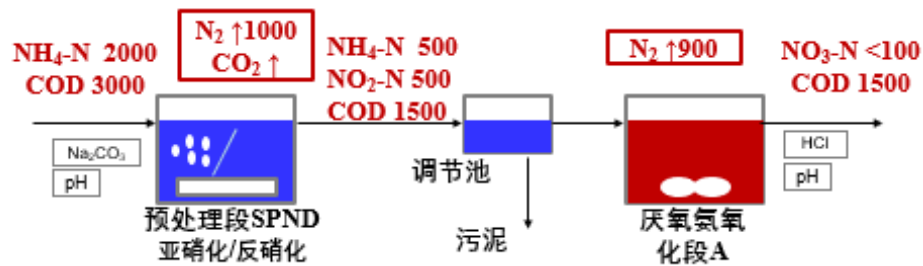 NH₄-N 2000
COD 3000
N₂ ↑1000
CO₂ ↑
NH₄-N 500
NO₂-N 500
COD 1500
N₂ ↑900
NO₃-N <100
COD 1500
Na₂CO₃
pH
HCl
pH
预处理段SPND
亚硝化/反硝化
调节池
污泥
厌氧氨氧
化段A